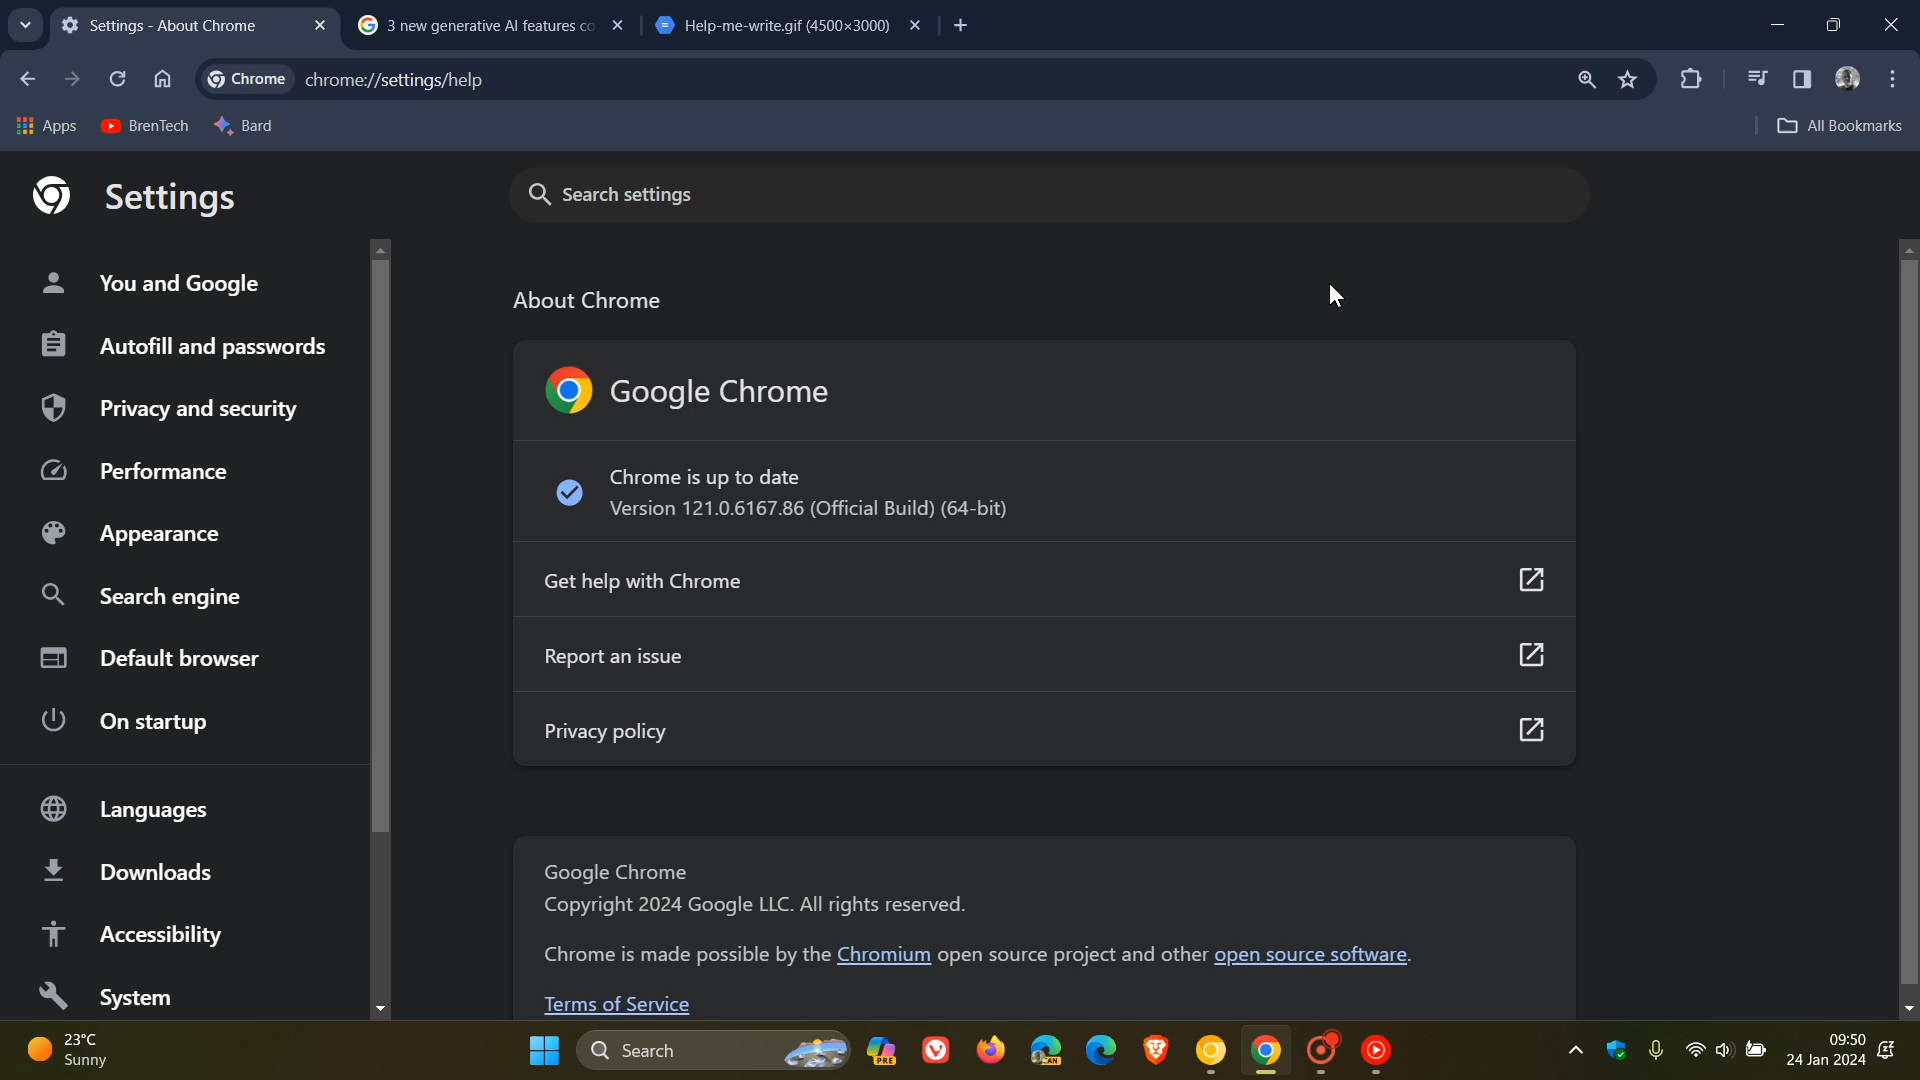 Settings - About Chrome
3 new generative AI features co
Help-me-write.gif (4500×3000)
Chrome
chrome://settings/help
Apps
BrenTech
Bard
All Bookmarks
Settings
Search settings
You and Google
Autofill and passwords
Privacy and security
Performance
Appearance
Search engine
Default browser
On startup
Languages
Downloads
Accessibility
System
About Chrome
Google Chrome
Chrome is up to date
Version 121.0.6167.86 (Official Build) (64-bit)
Get help with Chrome
Report an issue
Privacy policy
Google Chrome
Copyright 2024 Google LLC. All rights reserved.
Chrome is made possible by the Chromium open source project and other open source software.
Terms of Service
23°C
Sunny
Search
PRE
CAN
09:50
24 Jan 2024